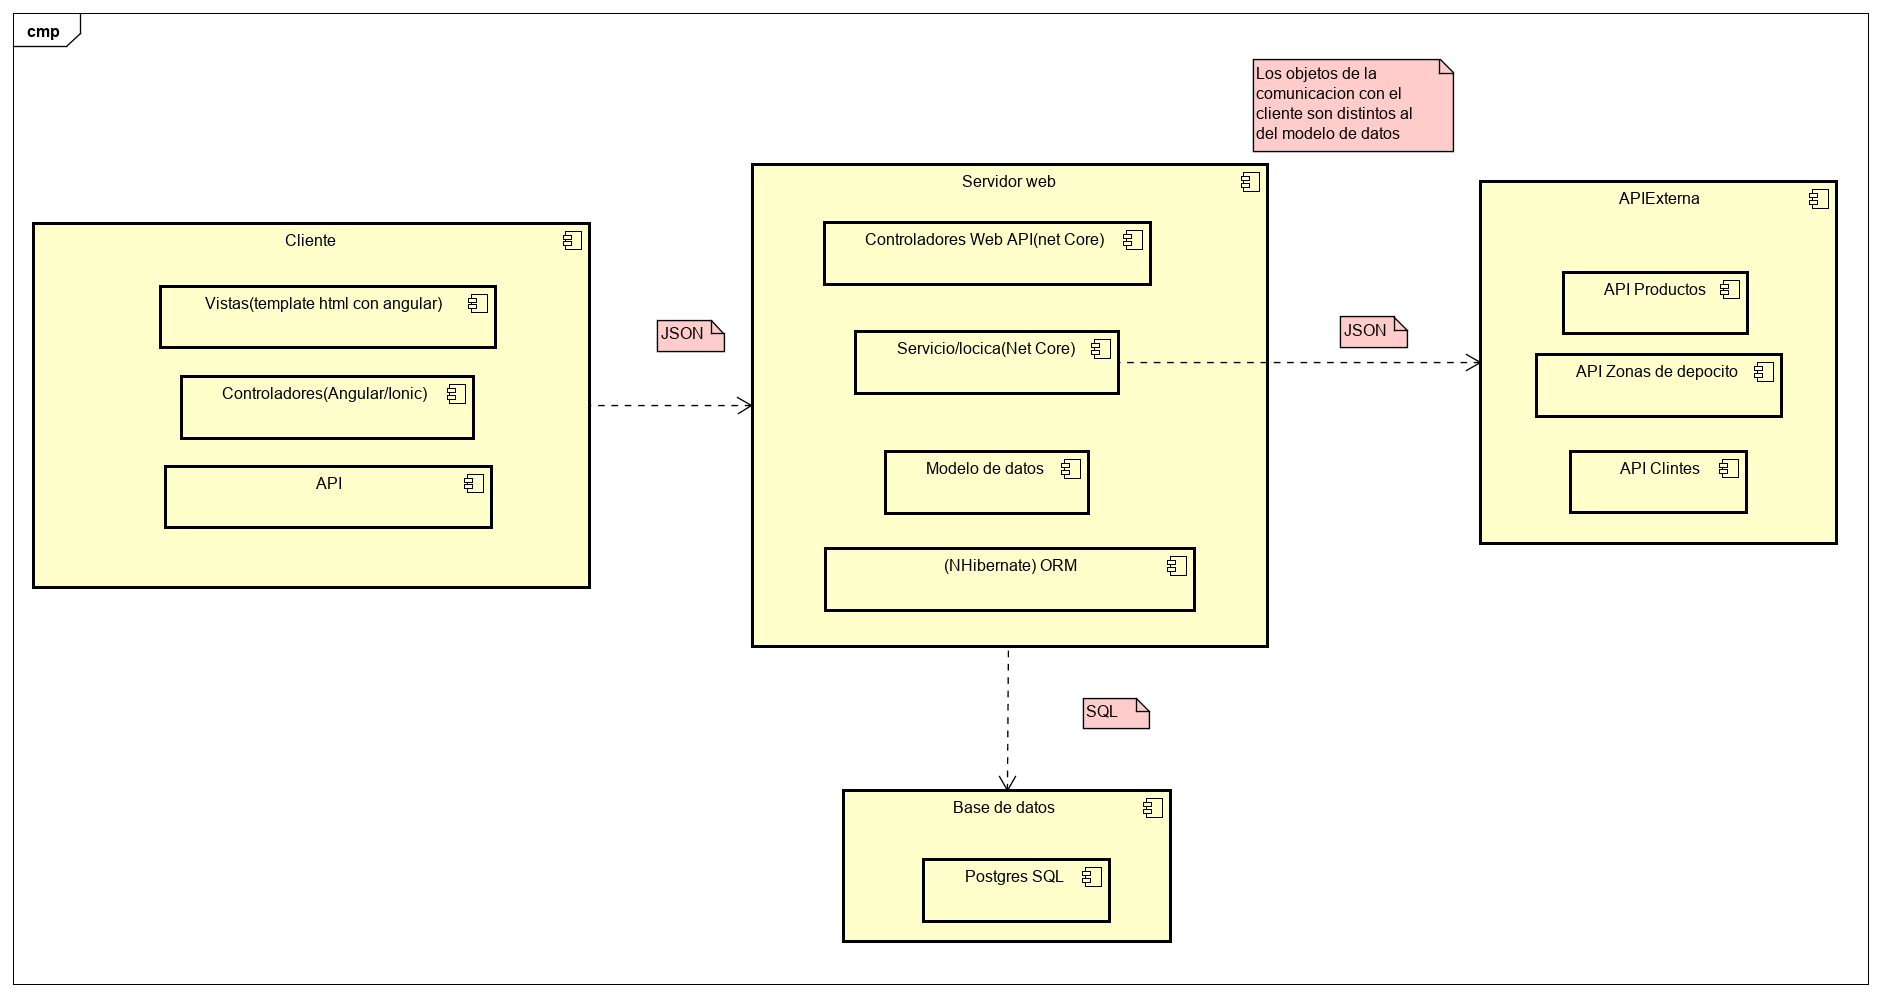 cmp
Los objetos de la
comunicacion con el
cliente son distintos al
del modelo de datos
Cliente
Vistas(template html con angular)
Controladores(Angular/Ionic)
API
JSON
Servidor web
Controladores Web API(net Core)
Servicio/locica(Net Core)
Modelo de datos
(NHibernate) ORM
JSON
APIExterna
API Productos
API Zonas de depocito
API Clintes
SQL
Base de datos
Postgres SQL